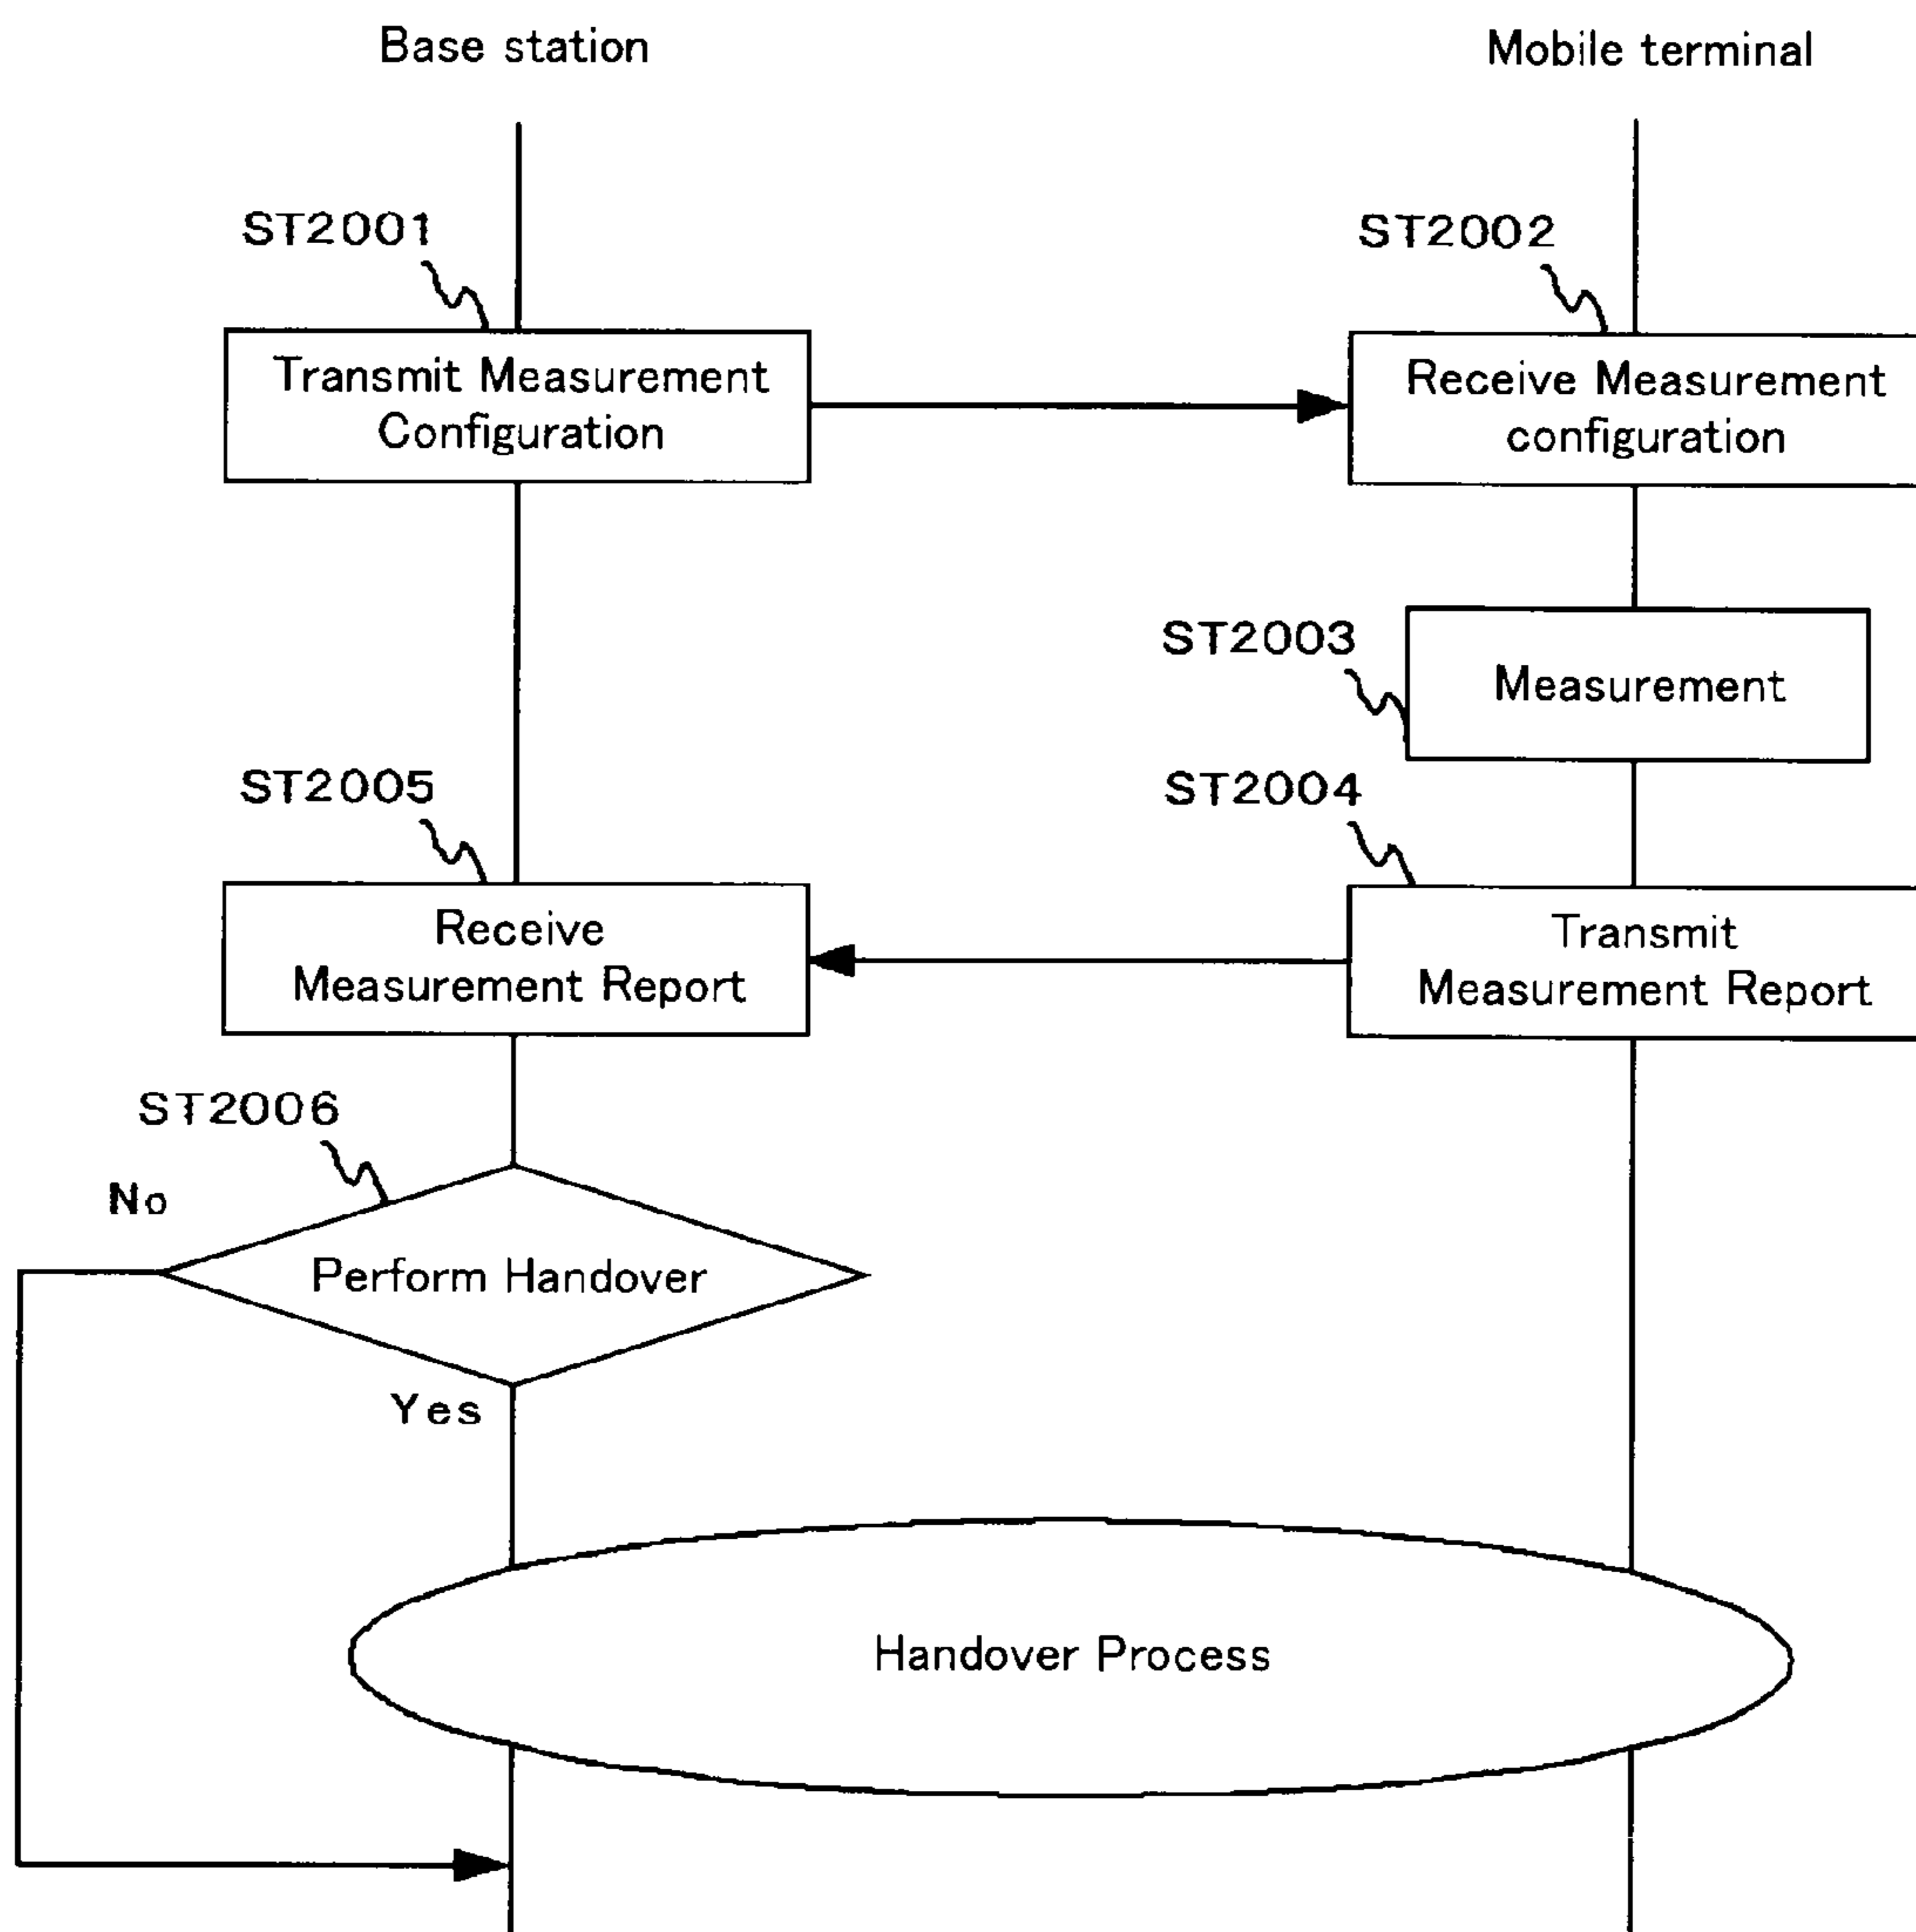 Base station
Mobile terminal
ST2001
ST2002
Transmit Measurement
Configuration
Receive Measurement
configuration
ST2003
Measurement
ST2005
ST2004
Receive
Measurement Report
Transmit
Measurement Report
ST2006
No
Perform Handover
Yes
Handover Process